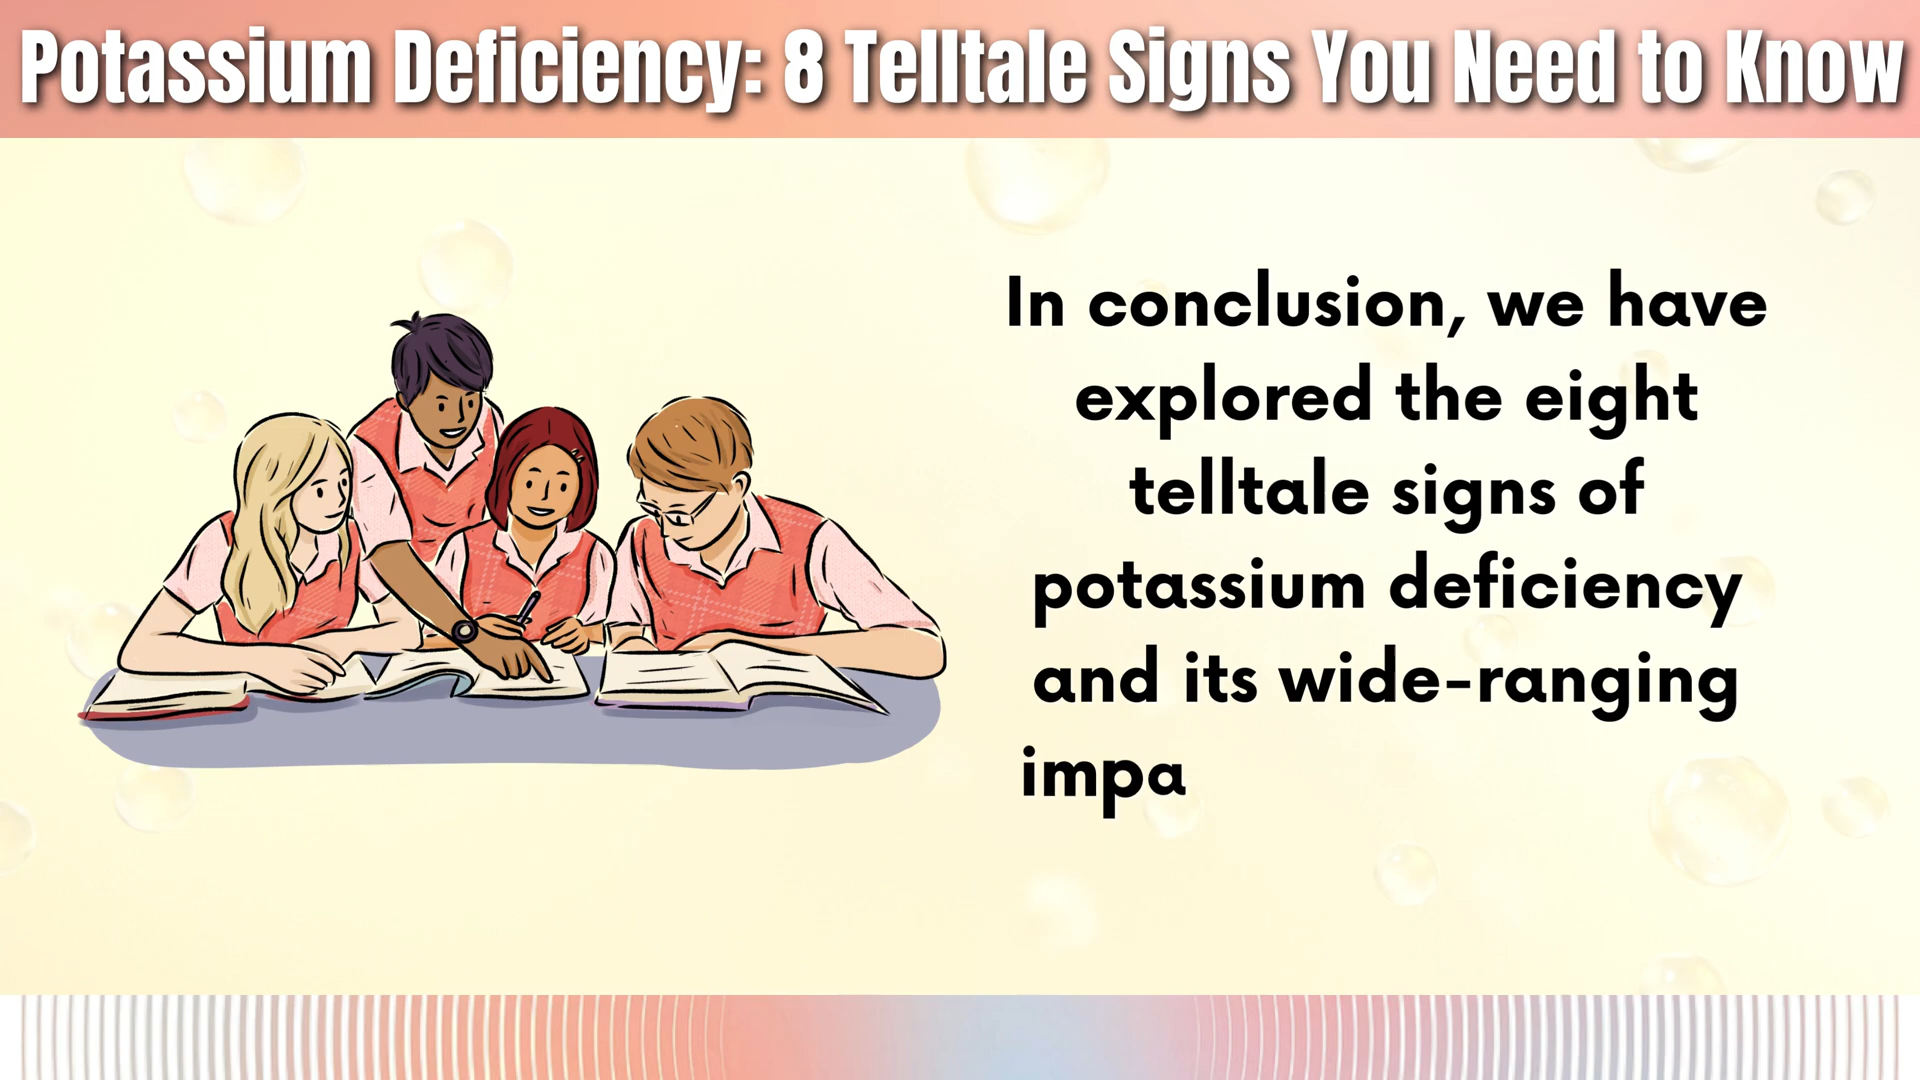 Potassium Deficiency: 8 Telltale Signs You Need to Know
In conclusion, we have
explored the eight
telltale signs of
potassium deficiency
and its wide-ranging
impa